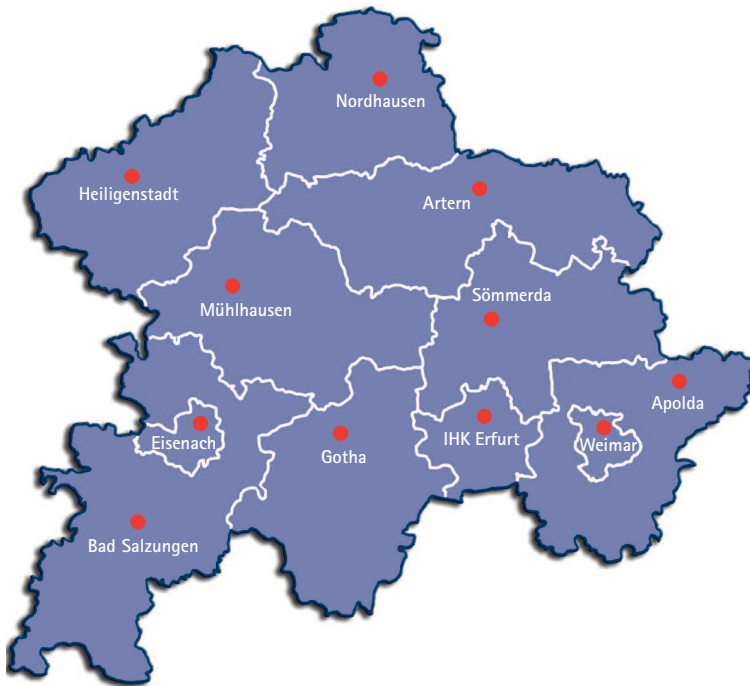 Nordhausen
Heiligenstadt
Artern
Mühlhausen
Sömmerda
Apolda
Eisenach
Gotha
IHK Erfurt
Weimar
Bad Salzungen